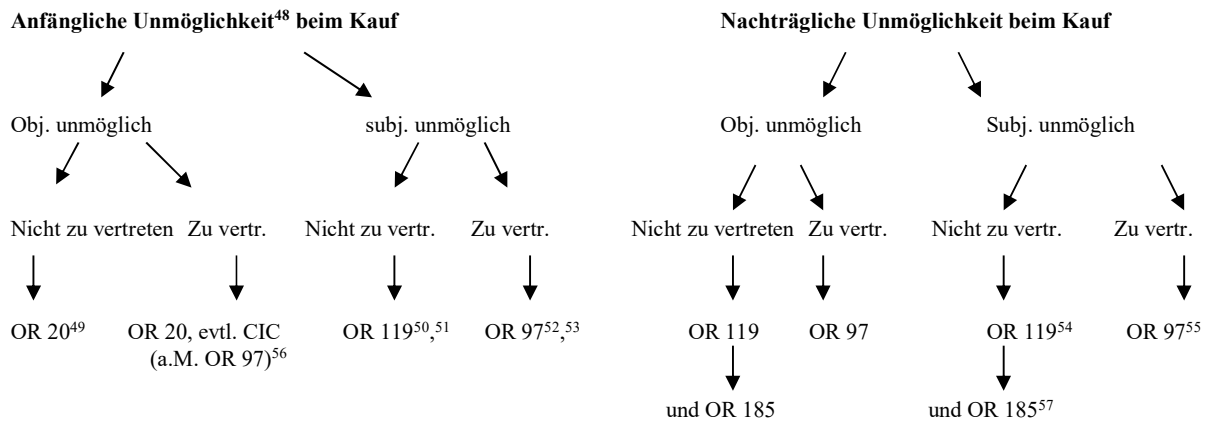 Anfängliche Unmöglichkeit⁴⁸ beim Kauf Nachträgliche Unmöglichkeit beim Kauf
Obj. unmöglich subj. unmöglich Obj. unmöglich Subj. unmöglich
Nicht zu vertreten Zu vertr. Nicht zu vertr. Zu vertr. Nicht zu vertreten Zu vertr. Nicht zu vertr. Zu vertr.
OR 20⁴⁹ OR 20, evtl. CIC OR 119⁵⁰,⁵¹ OR 97⁵²,⁵³ OR 119 OR 97 OR 119⁵⁴ OR 97⁵⁵
(a.M. OR 97)⁵⁶
und OR 185 und OR 185⁵⁷